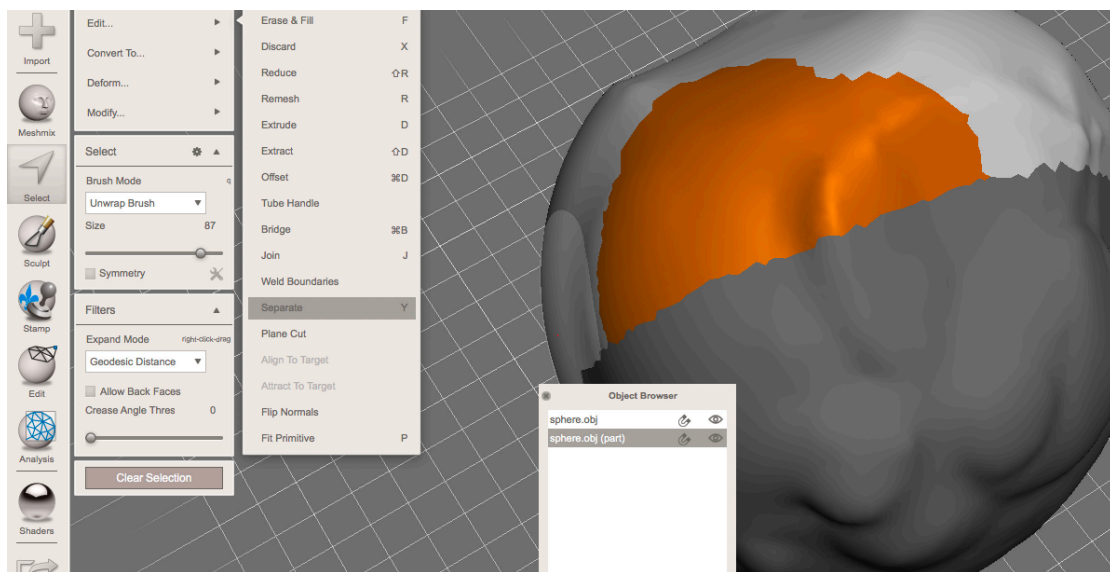 Import
Meshmix
Select
Sculpt
Stamp
Edit
Analysis
Shaders
Edit...
Convert To...
Deform...
Modify...
Select
Brush Mode q
Unwrap Brush
Size 87
Symmetry
Filters
Expand Mode right-click-drag
Geodesic Distance
Allow Back Faces
Crease Angle Thres 0
Clear Selection
Erase & Fill F
Discard X
Reduce ⇧R
Remesh R
Extrude D
Extract ⇧D
Offset ⌘D
Tube Handle
Bridge ⌘B
Join J
Weld Boundaries
Separate Y
Plane Cut
Align To Target
Attract To Target
Flip Normals
Fit Primitive P
Object Browser
sphere.obj
sphere.obj (part)